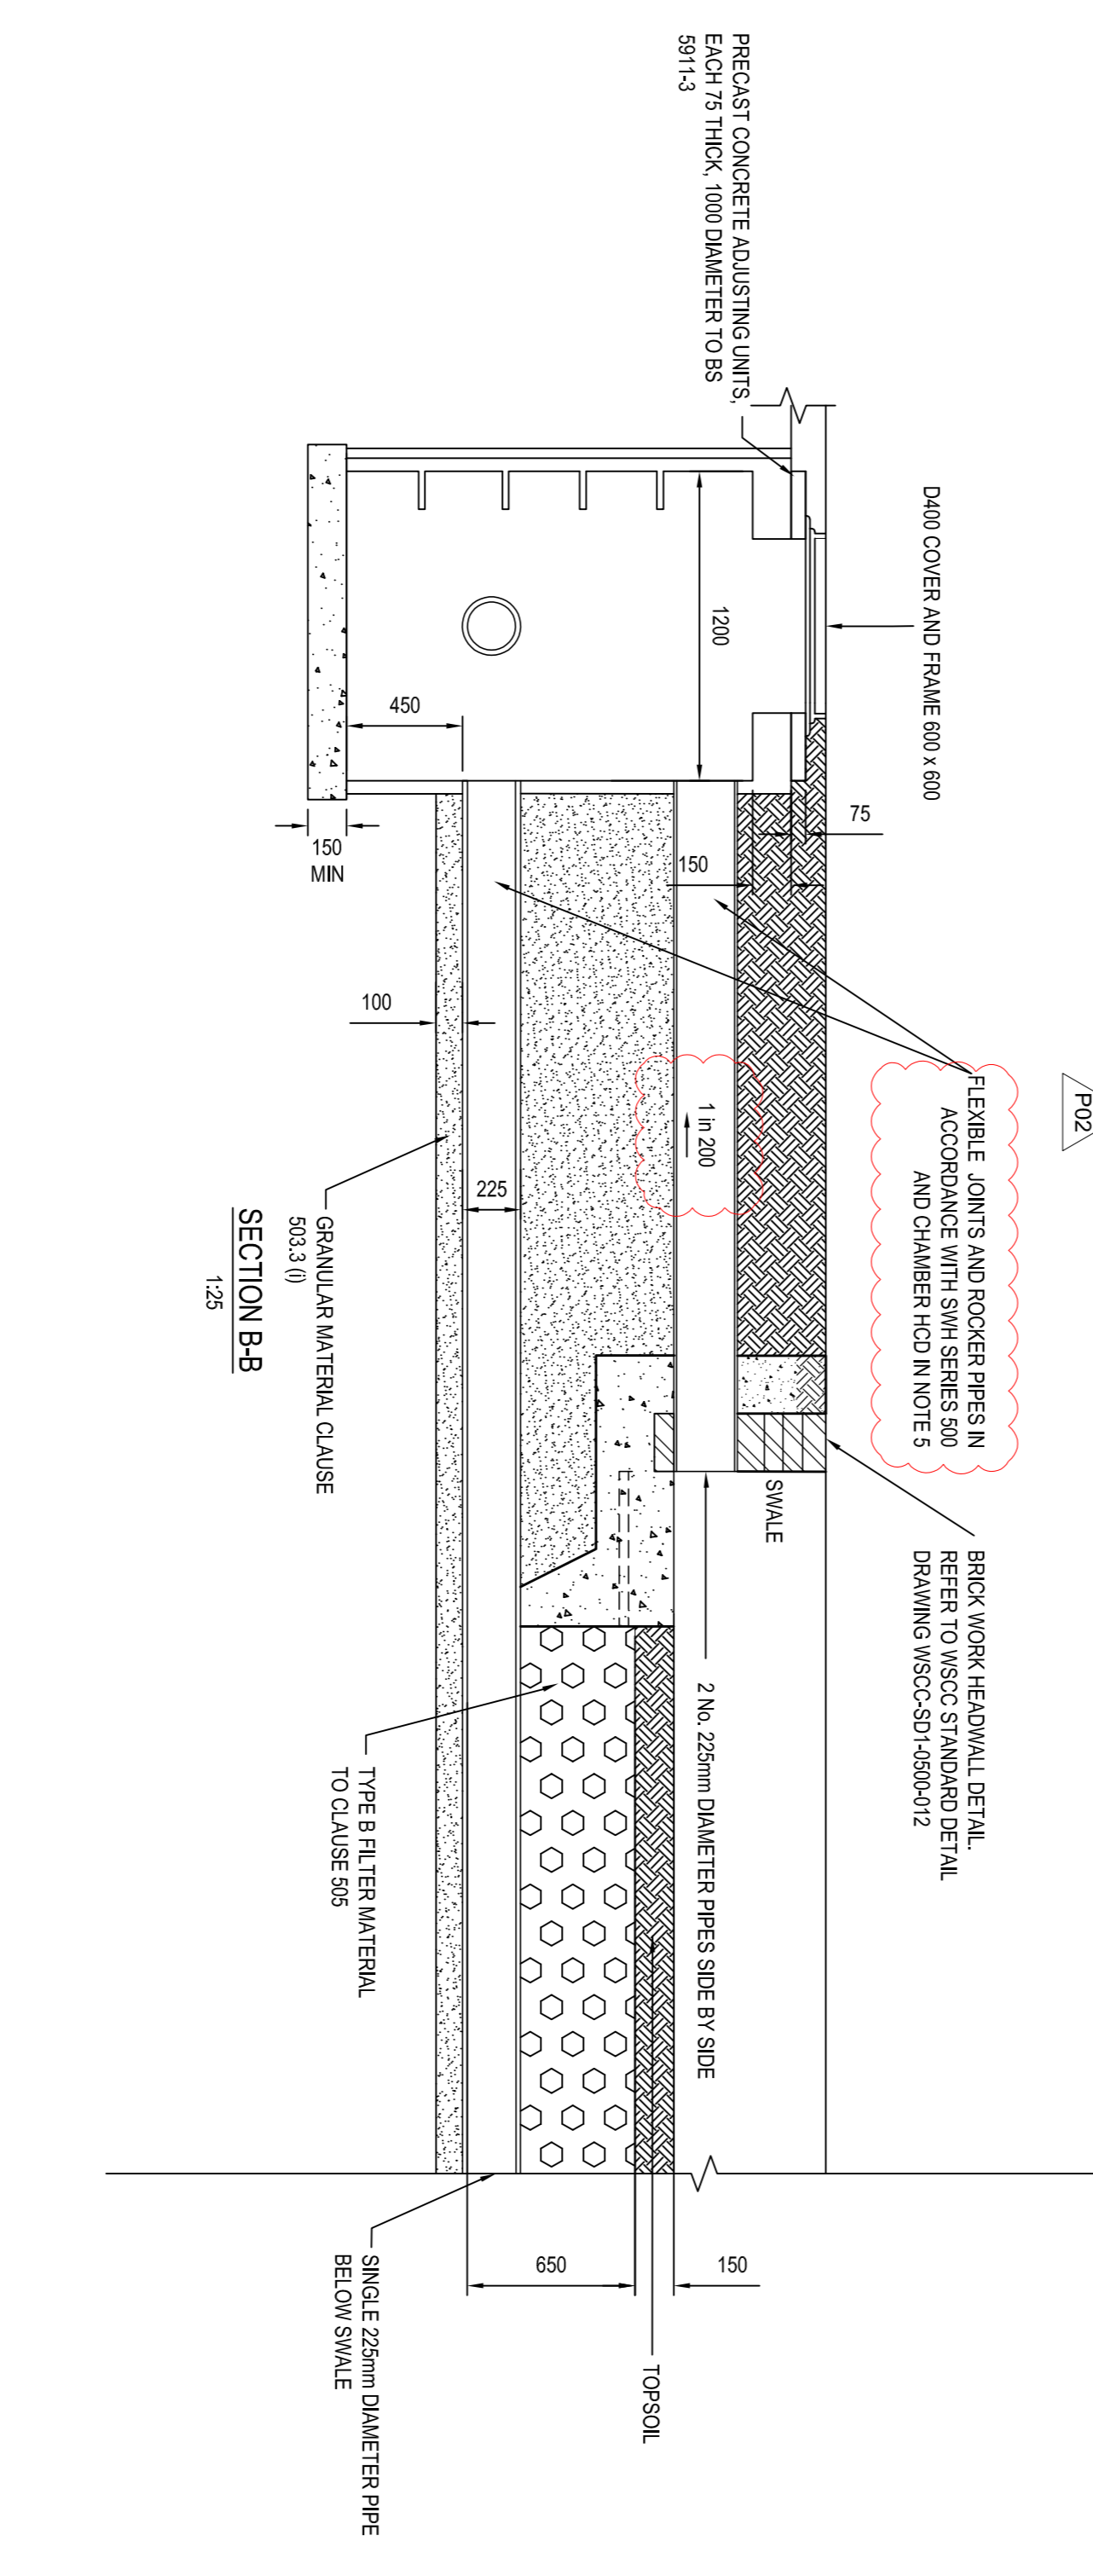 P02
D400 COVER AND FRAME 600 x 600
FLEXIBLE JOINTS AND ROCKER PIPES IN
ACCORDANCE WITH SWH SERIES 500
AND CHAMBER HCD IN NOTE 5
BRICK WORK HEADWALL DETAIL.
REFER TO WSCC STANDARD DETAIL
DRAWING WSCC-SD1-0500-012
PRECAST CONCRETE ADJUSTING UNITS,
EACH 75 THICK, 1000 DIAMETER TO BS
5911-3
75
SWALE
1200
150
1 in 200
2 No. 225mm DIAMETER PIPES SIDE BY SIDE
150
TOPSOIL
450
225
650
150
MIN
100
GRANULAR MATERIAL CLAUSE
503.3 (i)
TYPE B FILTER MATERIAL
TO CLAUSE 505
SINGLE 225mm DIAMETER PIPE
BELOW SWALE
SECTION B-B
1:25